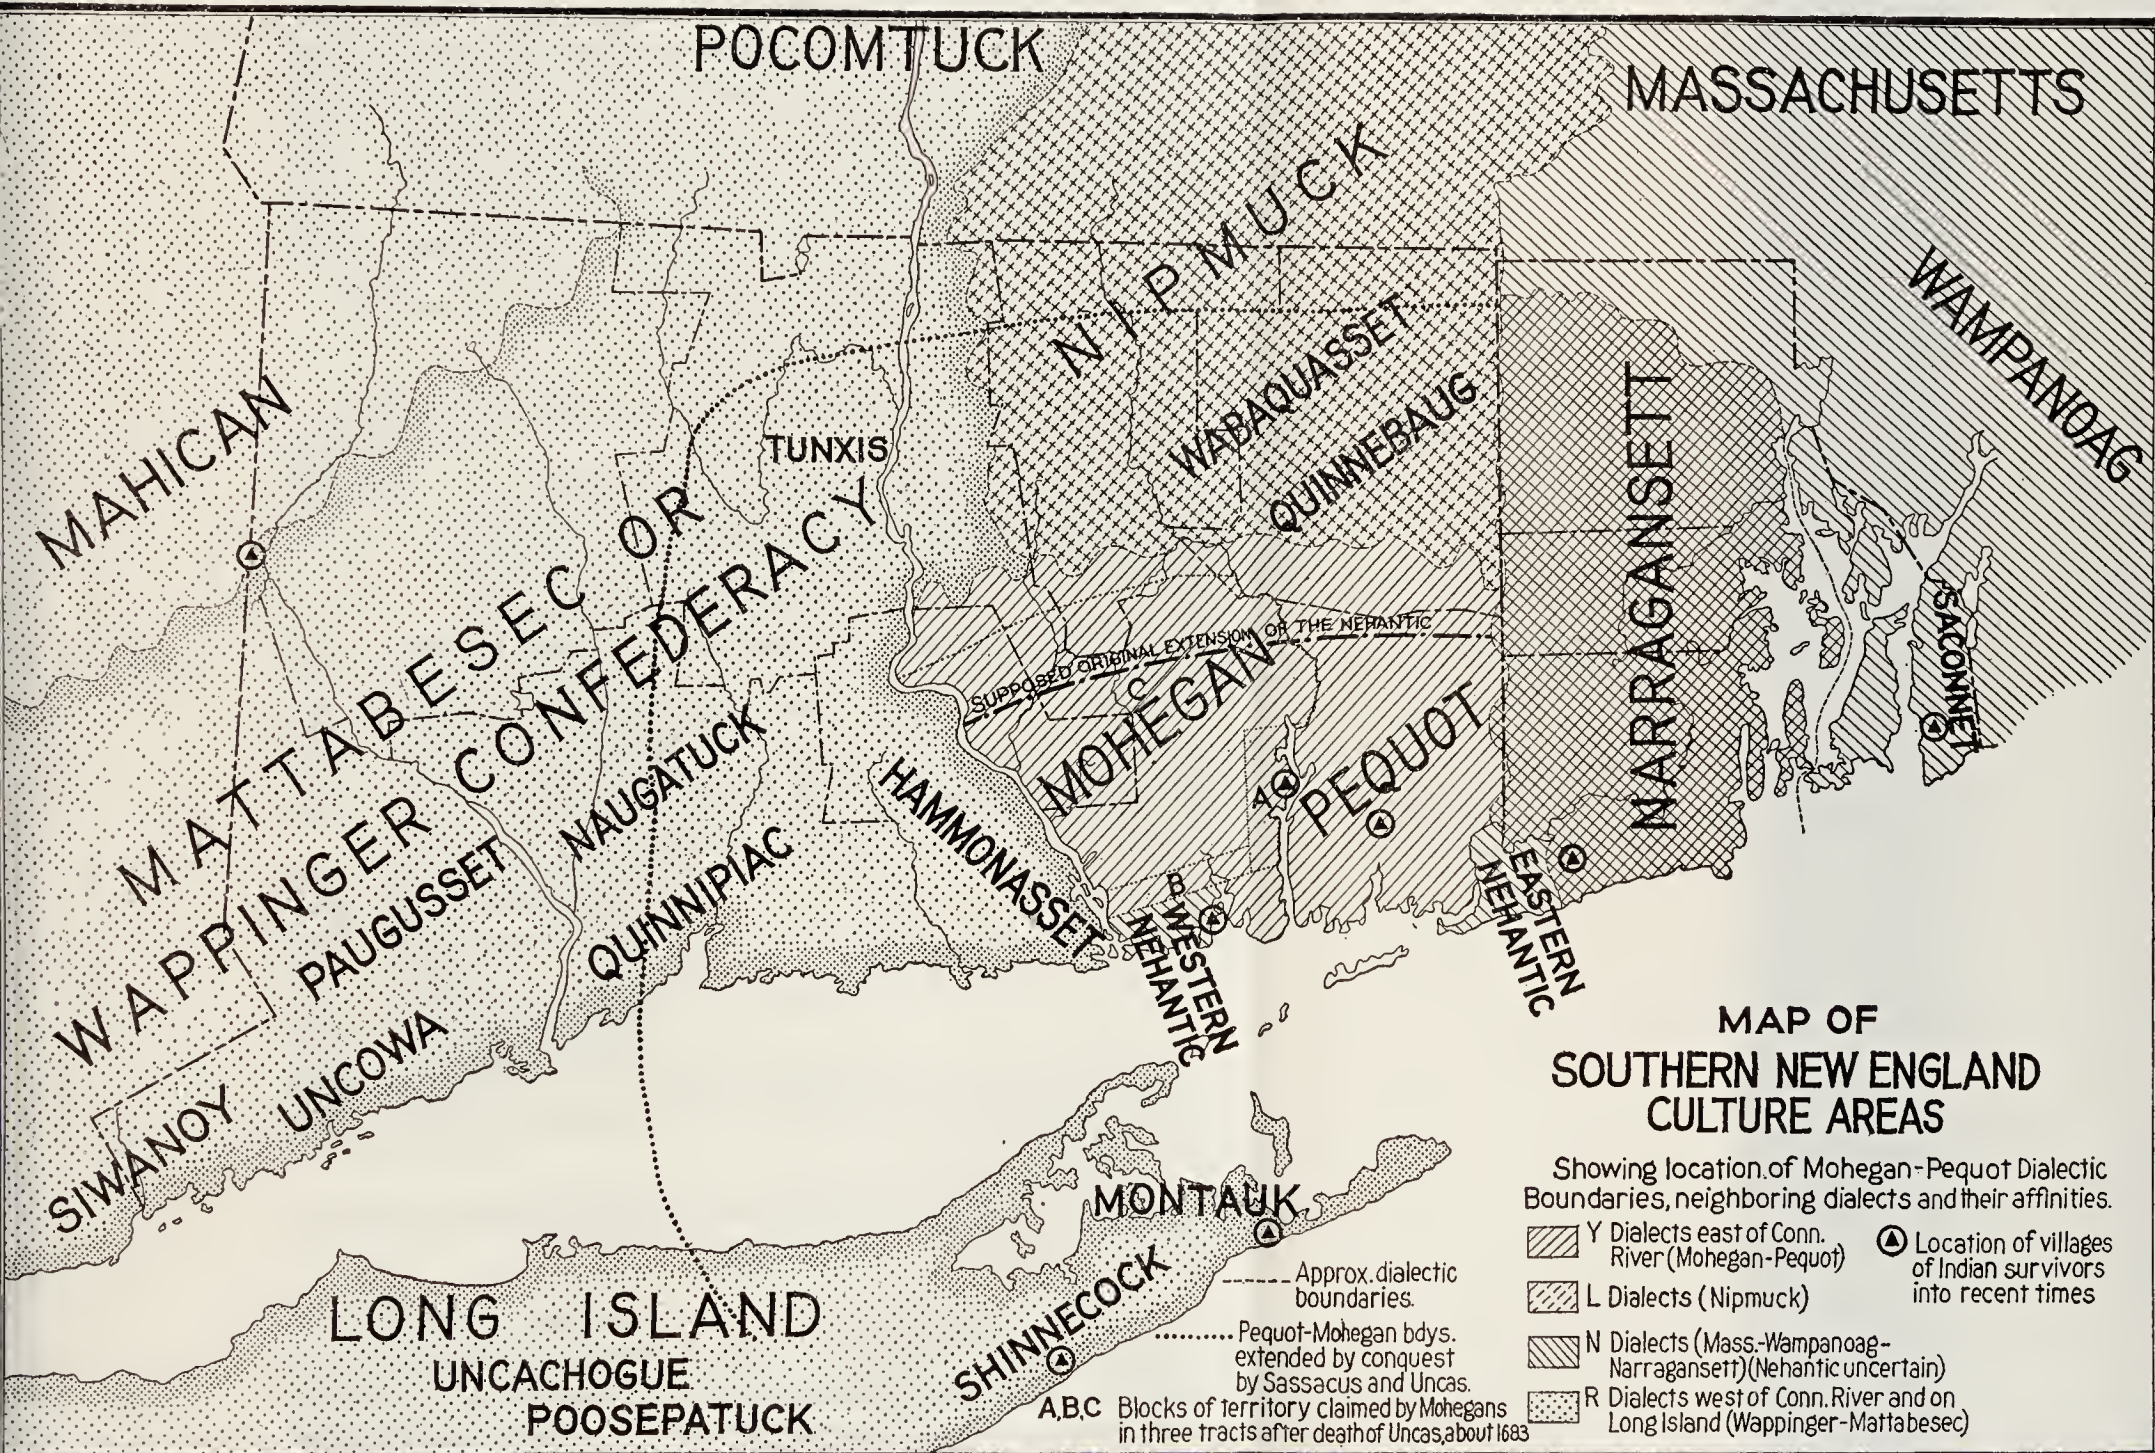 POCOMTUCK
MASSACHUSETTS
NIPMUCK
WAMPANOAG
MAHICAN
WABAQUASSET
QUINNEBAUG
TUNXIS
NARRAGANSETT
MATTABESEC OR
WAPPINGER CONFEDERACY
SUPPOSED ORIGINAL EXTENSION OF THE NEHANTIC
C
MOHEGAN
SACONNET
PEQUOT
A
NAUGATUCK
HAMMONASSET
PAUGUSSET
QUINNIPIAC
B
WESTERN
NEHANTIC
EASTERN
NEHANTIC
UNCOWA
SIWANOY
MONTAUK
SHINNECOCK
LONG ISLAND
UNCACHOGUE
POOSEPATUCK
MAP OF
SOUTHERN NEW ENGLAND
CULTURE AREAS
Showing location of Mohegan-Pequot Dialectic
Boundaries, neighboring dialects and their affinities.
Y Dialects east of Conn.
River (Mohegan-Pequot)
L Dialects (Nipmuck)
N Dialects (Mass.-Wampanoag-
Narragansett)(Nehantic uncertain)
R Dialects west of Conn. River and on
Long Island (Wappinger-Mattabesec)
Location of villages
of Indian survivors
into recent times
Approx. dialectic
boundaries.
Pequot-Mohegan bdys.
extended by conquest
by Sassacus and Uncas.
A,B,C Blocks of territory claimed by Mohegans
in three tracts after death of Uncas, about 1683